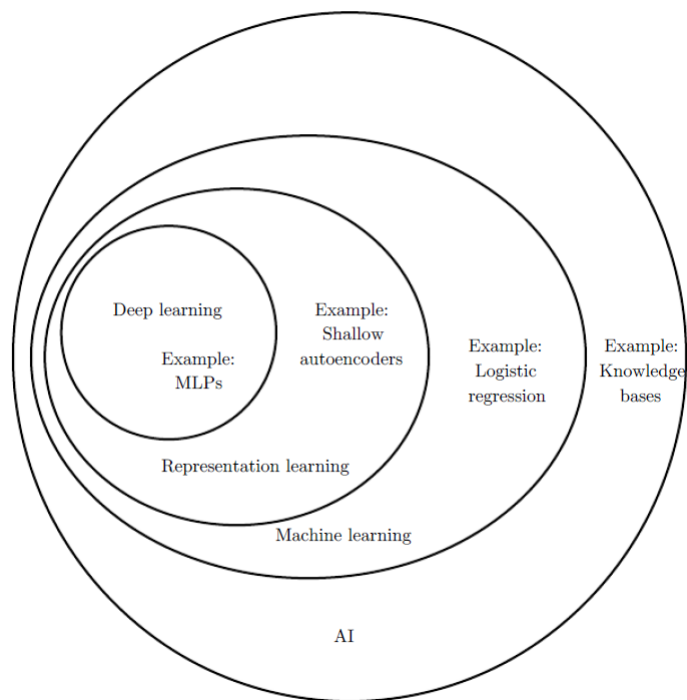 Deep learning
Example:
MLPs
Example:
Shallow
autoencoders
Example:
Logistic
regression
Example:
Knowledge
bases
Representation learning
Machine learning
AI